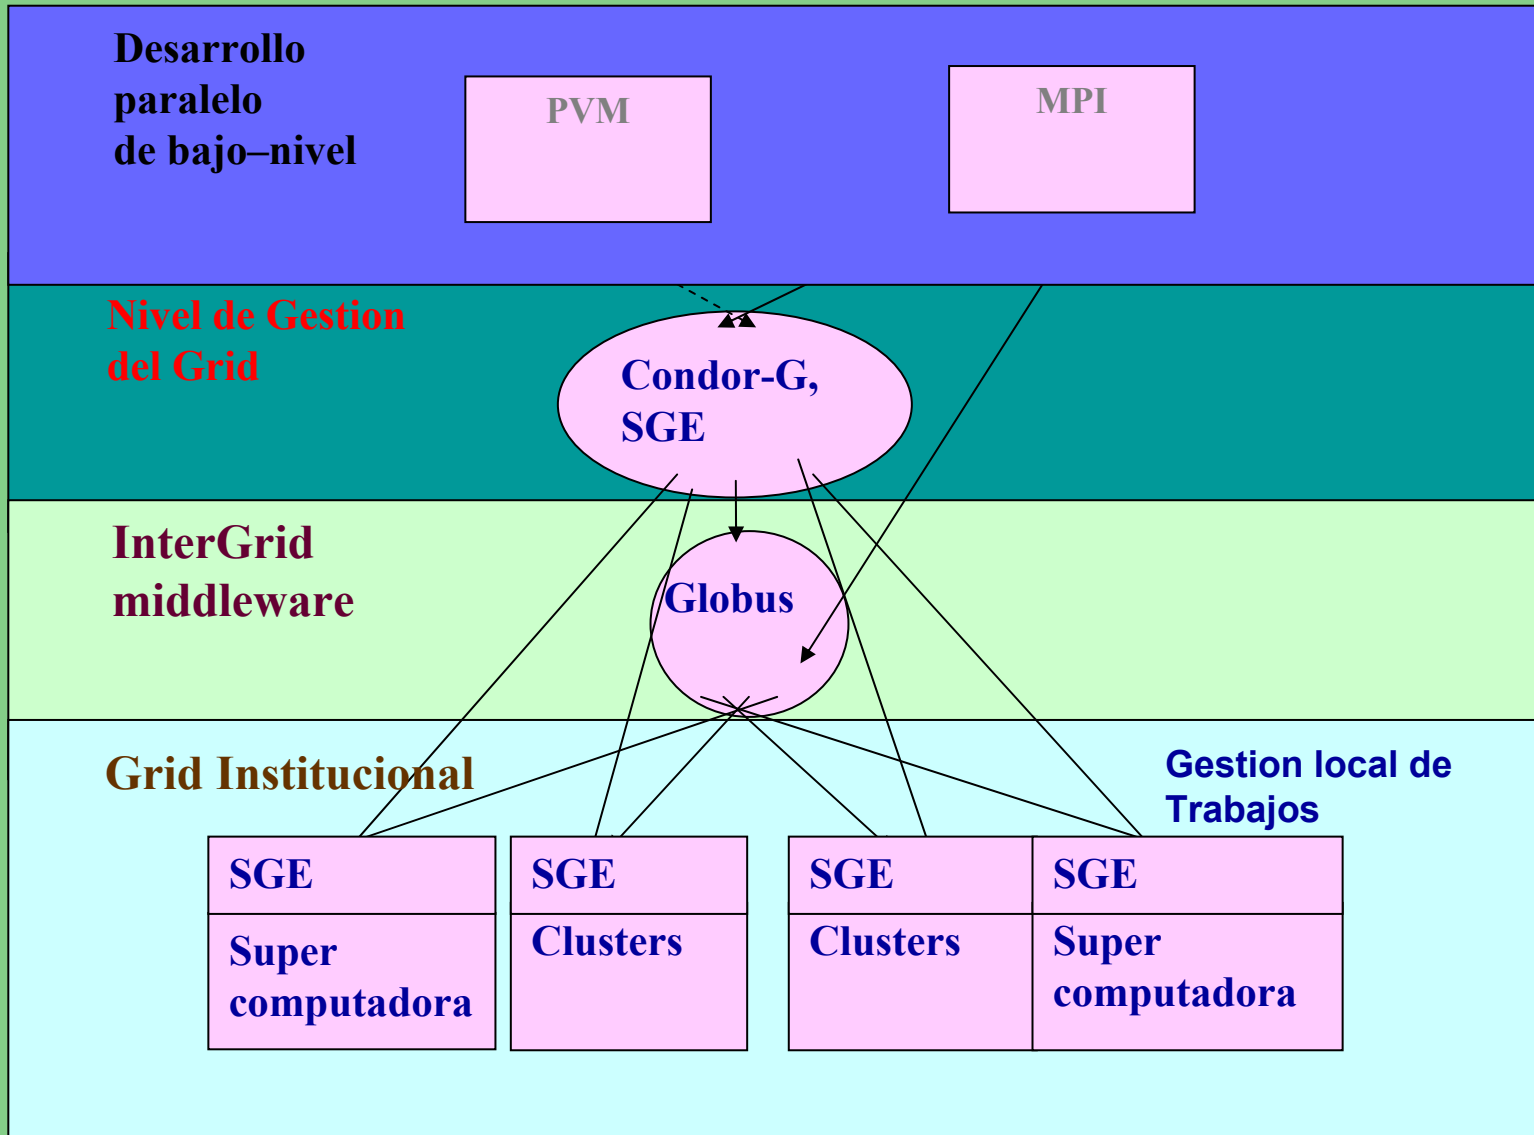 Desarrollo
paralelo
de bajo–nivel
PVM
MPI
Nivel de Gestion
del Grid
Condor-G,
SGE
InterGrid
middleware
Globus
Grid Institucional
Gestion local de
Trabajos
SGE
Super
computadora
SGE
Clusters
SGE
Clusters
SGE
Super
computadora